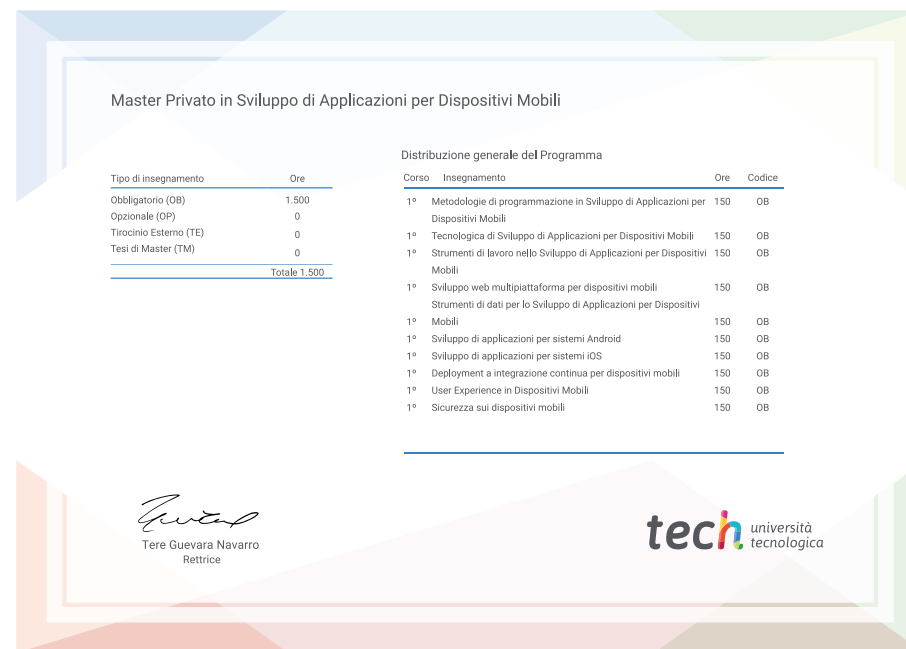 Master Privato in Sviluppo di Applicazioni per Dispositivi Mobili
Tipo di insegnamento Ore
Obbligatorio (OB) 1.500
Opzionale (OP) 0
Tirocinio Esterno (TE) 0
Tesi di Master (TM) 0
Totale 1.500
Distribuzione generale del Programma
Corso Insegnamento Ore Codice
1º Metodologie di programmazione in Sviluppo di Applicazioni per 150 OB
Dispositivi Mobili
1º Tecnologica di Sviluppo di Applicazioni per Dispositivi Mobili 150 OB
1º Strumenti di lavoro nello Sviluppo di Applicazioni per Dispositivi 150 OB
Mobili
1º Sviluppo web multipiattaforma per dispositivi mobili 150 OB
Strumenti di dati per lo Sviluppo di Applicazioni per Dispositivi
1º Mobili 150 OB
1º Sviluppo di applicazioni per sistemi Android 150 OB
1º Sviluppo di applicazioni per sistemi iOS 150 OB
1º Deployment a integrazione continua per dispositivi mobili 150 OB
1º User Experience in Dispositivi Mobili 150 OB
1º Sicurezza sui dispositivi mobili 150 OB
Tere Guevara Navarro
Rettrice
tech università
tecnologica